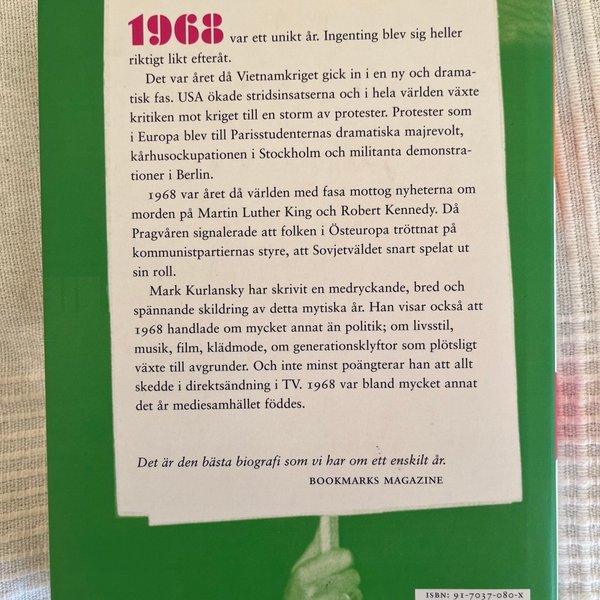 1968 var ett unikt år. Ingenting blev sig heller
riktigt likt efteråt.
Det var året då Vietnamkriget gick in i en ny och drama-
tisk fas. USA ökade stridsinsatserna och i hela världen växte
kritiken mot kriget till en storm av protester. Protester som
i Europa blev till Parisstudenternas dramatiska majrevolt,
kårhusockupationen i Stockholm och militanta demonstra-
tioner i Berlin.
1968 var året då världen med fasa mottog nyheterna om
morden på Martin Luther King och Robert Kennedy. Då
Pragvåren signalerade att folken i Östeuropa tröttnat på
kommunistpartiernas styre, att Sovjetväldet snart spelat ut
sin roll.
Mark Kurlansky har skrivit en medryckande, bred och
spännande skildring av detta mytiska år. Han visar också att
1968 handlade om mycket annat än politik; om livsstil,
musik, film, klädmode, om generationsklyftor som plötsligt
växte till avgrunder. Och inte minst poängterar han att allt
skedde i direktsändning i TV. 1968 var bland mycket annat
det år mediesamhället föddes.
Det är den bästa biografi som vi har om ett enskilt år.
BOOKMARKS MAGAZINE
ISBN: 91-7037-080-X